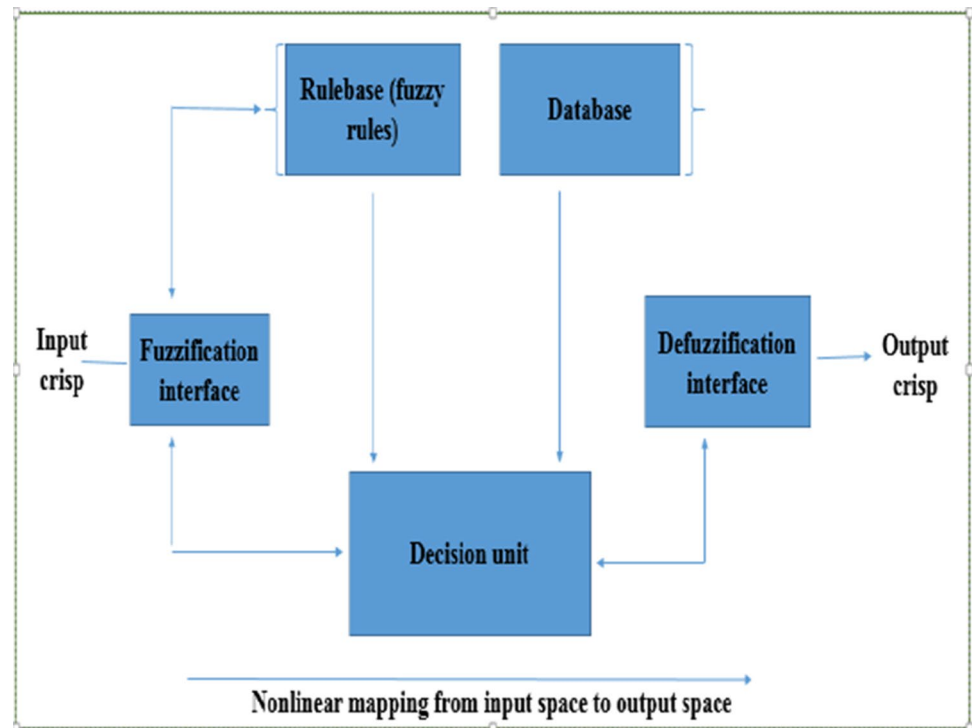 Rulebase (fuzzy
rules)
Database
Input
crisp
Fuzzification
interface
Defuzzification
interface
Output
crisp
Decision unit
Nonlinear mapping from input space to output space